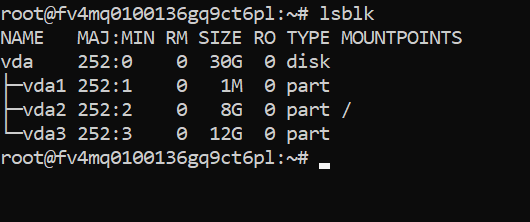 root@fv4mq0100136gq9ct6pl:~# lsblk
NAME   MAJ:MIN RM SIZE RO TYPE MOUNTPOINTS
vda    252:0    0  30G  0 disk
├─vda1 252:1    0   1M  0 part
├─vda2 252:2    0   8G  0 part /
└─vda3 252:3    0  12G  0 part
root@fv4mq0100136gq9ct6pl:~#